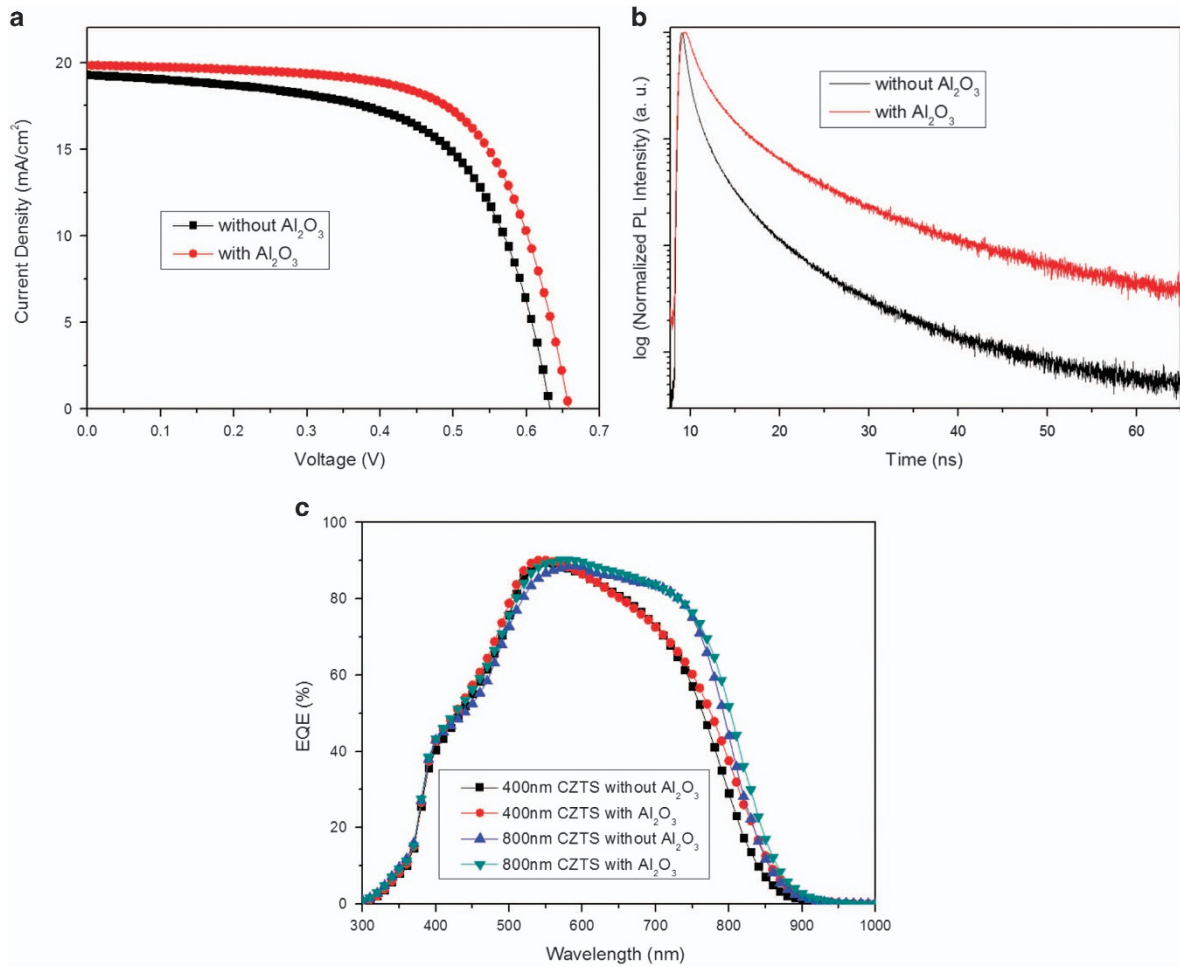 a
Current Density (mA/cm²)
20
15
10
5
0
without Al₂O₃
with Al₂O₃
0.0 0.1 0.2 0.3 0.4 0.5 0.6 0.7
Voltage (V)
b
log (Normalized PL Intensity) (a. u.)
without Al₂O₃
with Al₂O₃
10 20 30 40 50 60
Time (ns)
c
EQE (%)
100
80
60
40
20
0
400nm CZTS without Al₂O₃
400nm CZTS with Al₂O₃
800nm CZTS without Al₂O₃
800nm CZTS with Al₂O₃
300 400 500 600 700 800 900 1000
Wavelength (nm)